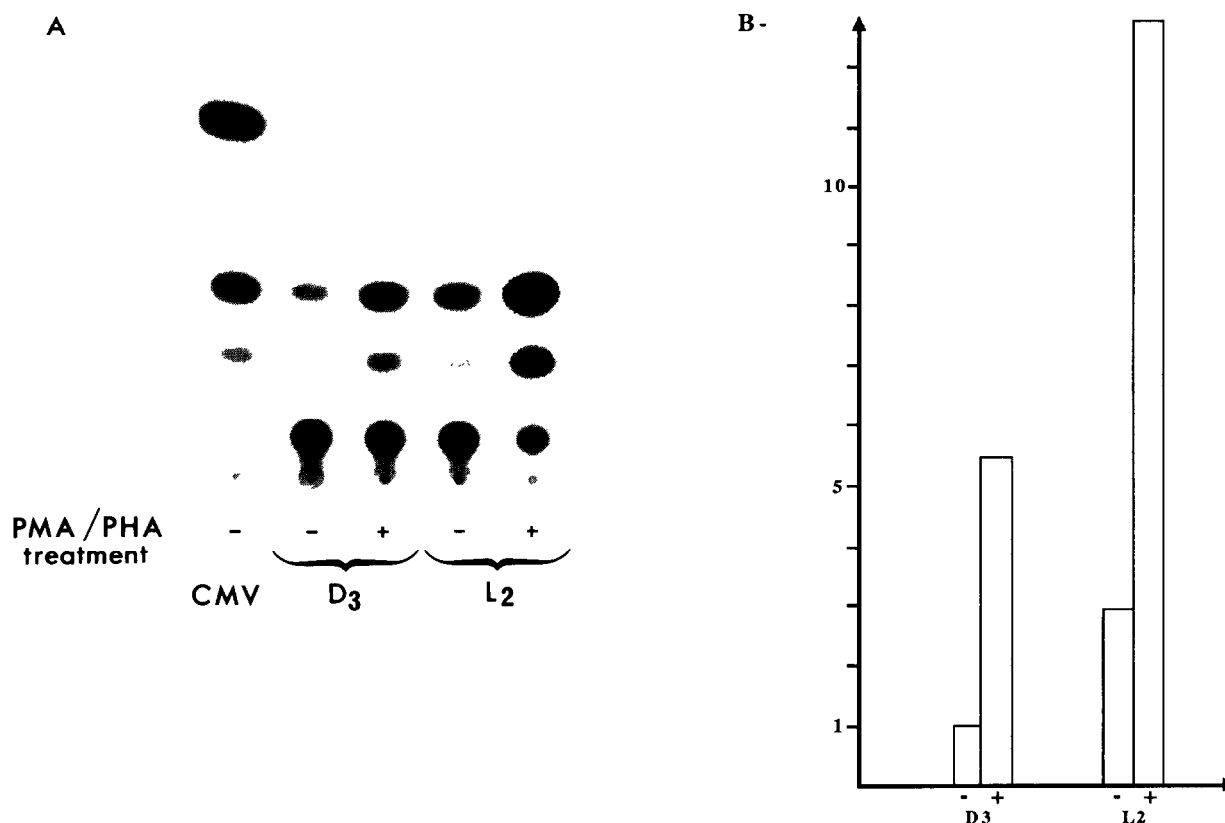 A
PMA/PHA treatment
- - + - +
CMV D3 L2
B-
10
5
1
- + - +
D3 L2